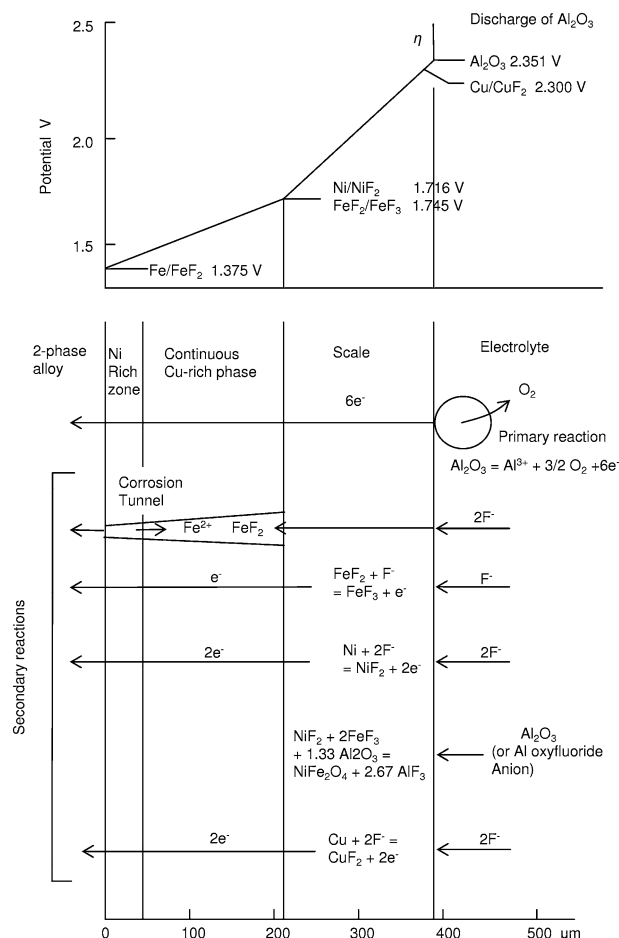 2.5
2.0
1.5
Potential V
Discharge of Al₂O₃
η
Al₂O₃ 2.351 V
Cu/CuF₂ 2.300 V
Ni/NiF₂ 1.716 V
FeF₂/FeF₃ 1.745 V
Fe/FeF₂ 1.375 V
2-phase
alloy
Ni
Rich
zone
Continuous
Cu-rich phase
Scale
Electrolyte
6e⁻
O₂
Primary reaction
Al₂O₃ = Al³⁺ + 3/2 O₂ +6e⁻
Secondary reactions
Corrosion
Tunnel
Fe²⁺
FeF₂
2F⁻
e⁻
FeF₂ + F⁻
= FeF₃ + e⁻
F⁻
2e⁻
Ni + 2F⁻
= NiF₂ + 2e⁻
2F⁻
NiF₂ + 2FeF₃
+ 1.33 Al2O₃ =
NiFe₂O₄ + 2.67 AlF₃
Al₂O₃
(or Al oxyfluoride
Anion)
2e⁻
Cu + 2F⁻ =
CuF₂ + 2e⁻
2F⁻
0 100 200 300 400 500 um